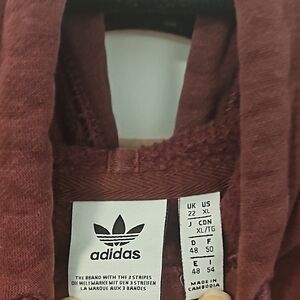 adidas
THE BRAND WITH THE 3 STRIPES
DIE WELTMARKE MIT DEN 3 STREIFEN
LA MARQUE AUX 3 BANDES
UK US
22 XL
J CDN
XL/TG
D F
48 50
E I
48 54
MADE IN
CAMBODIA